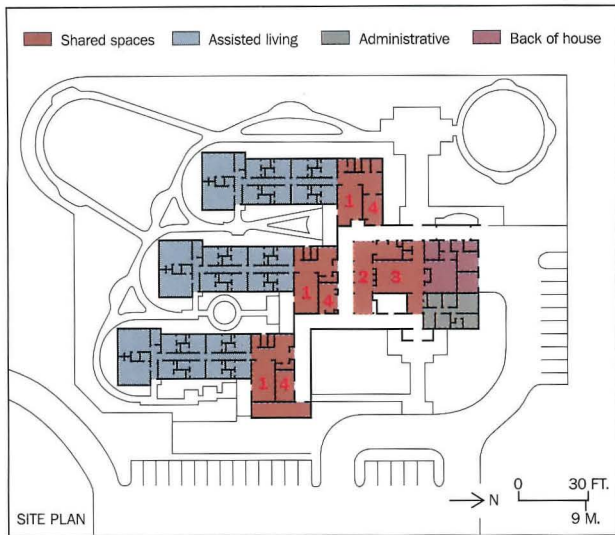 Shared spaces Assisted living Administrative Back of house
1
4
1
4
2
3
1
4
N
0 30 FT.
9 M.
SITE PLAN